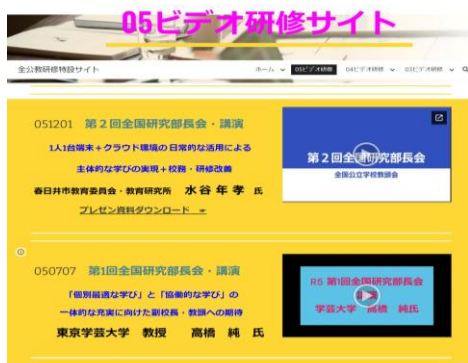 05ビデオ研修サイト
全公教研修特設サイト
ホーム 05ビデオ研修 04ビデオ研修 03ビデオ研修
051201 第2回全国研究部長会・講演
1人1台端末+クラウド環境の日常的な活用による
主体的な学びの実現+校務・研修改善
春日井市教育委員会・教育研究所 水谷年孝 氏
プレゼン資料ダウンロード
第2回全国研究部長会
全国公立学校教頭会
050707 第1回全国研究部長会・講演
「個別最適な学び」と「協働的な学び」の
一体的な充実に向けた副校長・教頭への期待
東京学芸大学 教授 高橋 純 氏
R5 第1回全国研究部長会
講演
学芸大学 高橋 純氏